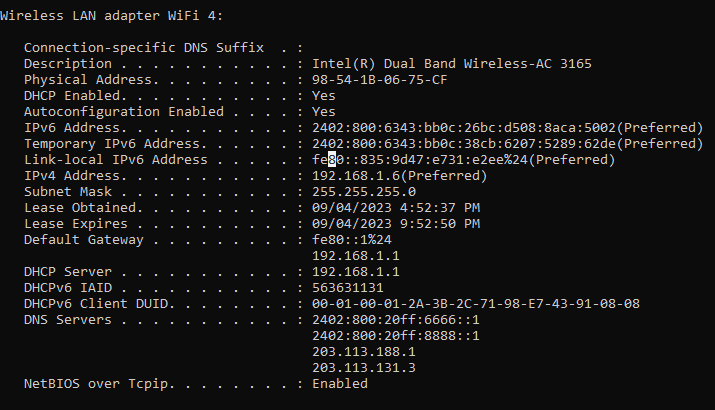 Wireless LAN adapter WiFi 4:
Connection-specific DNS Suffix  . :
Description . . . . . . . . . . . : Intel(R) Dual Band Wireless-AC 3165
Physical Address. . . . . . . . . : 98-54-1B-06-75-CF
DHCP Enabled. . . . . . . . . . . : Yes
Autoconfiguration Enabled . . . . : Yes
IPv6 Address. . . . . . . . . . . : 2402:800:6343:bb0c:26bc:d508:8aca:5002(Preferred)
Temporary IPv6 Address. . . . . . : 2402:800:6343:bb0c:38cb:6207:5289:62de(Preferred)
Link-local IPv6 Address . . . . . : fe80::835:9d47:e731:e2ee%24(Preferred)
IPv4 Address. . . . . . . . . . . : 192.168.1.6(Preferred)
Subnet Mask . . . . . . . . . . . : 255.255.255.0
Lease Obtained. . . . . . . . . . : 09/04/2023 4:52:37 PM
Lease Expires . . . . . . . . . . : 09/04/2023 9:52:50 PM
Default Gateway . . . . . . . . . : fe80::1%24
192.168.1.1
DHCP Server . . . . . . . . . . . : 192.168.1.1
DHCPv6 IAID . . . . . . . . . . . : 563631131
DHCPv6 Client DUID. . . . . . . . : 00-01-00-01-2A-3B-2C-71-98-E7-43-91-08-08
DNS Servers . . . . . . . . . . . : 2402:800:20ff:6666::1
2402:800:20ff:8888::1
203.113.188.1
203.113.131.3
NetBIOS over Tcpip. . . . . . . . : Enabled